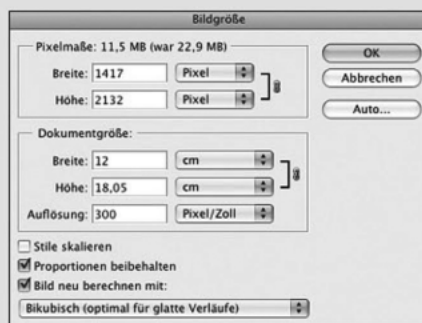 Bildgröße
Pixelmaße: 11,5 MB (war 22,9 MB)
Breite: 1417 Pixel
Höhe: 2132 Pixel
OK
Abbrechen
Auto...
Dokumentgröße:
Breite: 12 cm
Höhe: 18,05 cm
Auflösung: 300 Pixel/Zoll
Stile skalieren
Proportionen beibehalten
Bild neu berechnen mit:
Bikubisch (optimal für glatte Verläufe)